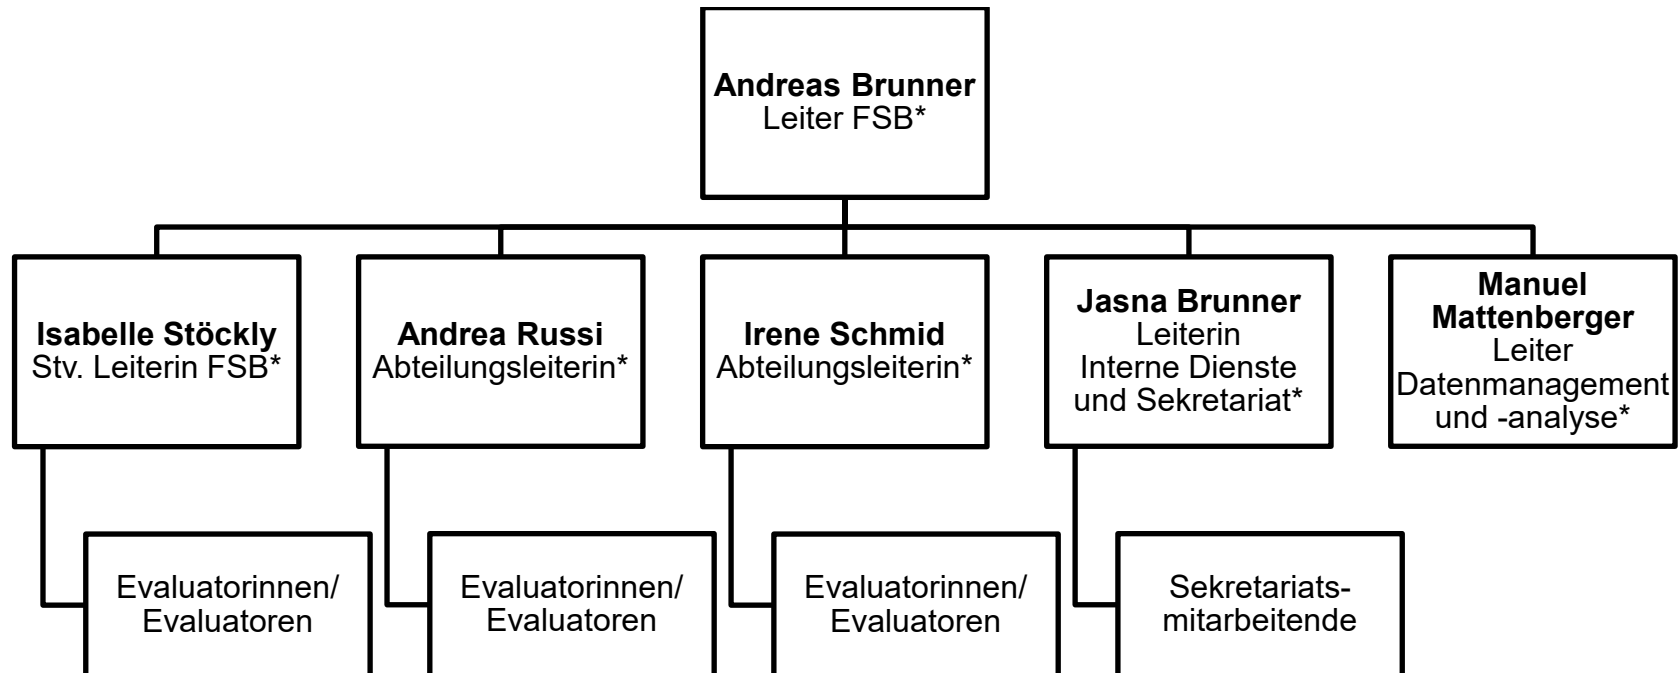 Andreas Brunner
Leiter FSB*
Isabelle Stöckly
Stv. Leiterin FSB*
Andrea Russi
Abteilungsleiterin*
Irene Schmid
Abteilungsleiterin*
Jasna Brunner
Leiterin
Interne Dienste
und Sekretariat*
Manuel
Mattenberger
Leiter
Datenmanagement
und -analyse*
Evaluatorinnen/
Evaluatoren
Evaluatorinnen/
Evaluatoren
Evaluatorinnen/
Evaluatoren
Sekretariats-
mitarbeitende